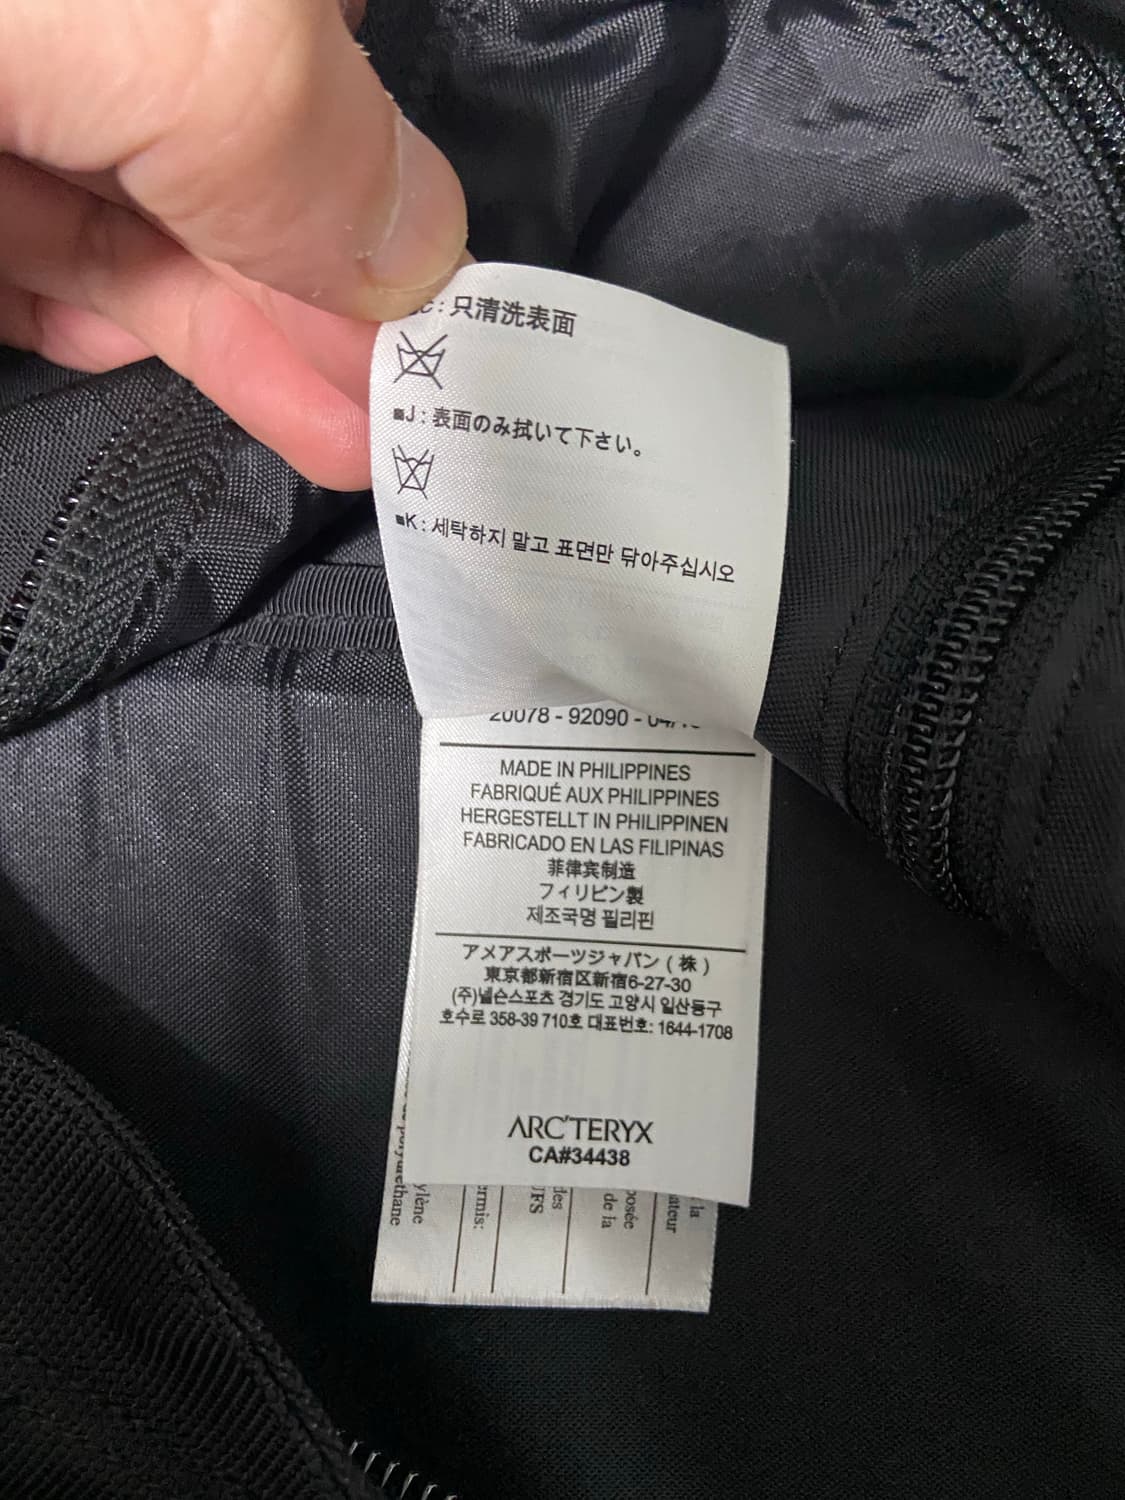 c : 只清洗表面
■J : 表面のみ拭いて下さい。
■K : 세탁하지 말고 표면만 닦아주십시오
20078 - 92090 -
MADE IN PHILIPPINES
FABRIQUÉ AUX PHILIPPINES
HERGESTELLT IN PHILIPPINEN
FABRICADO EN LAS FILIPINAS
菲律宾制造
フィリピン製
제조국명 필리핀
アメアスポーツジャパン ( 株 )
東京都新宿区新宿6-27-30
(주)넬슨스포츠 경기도 고양시 일산동구
호수로 358-39 710호 대표번호: 1644-1708
ARC'TERYX
CA#34438
de la